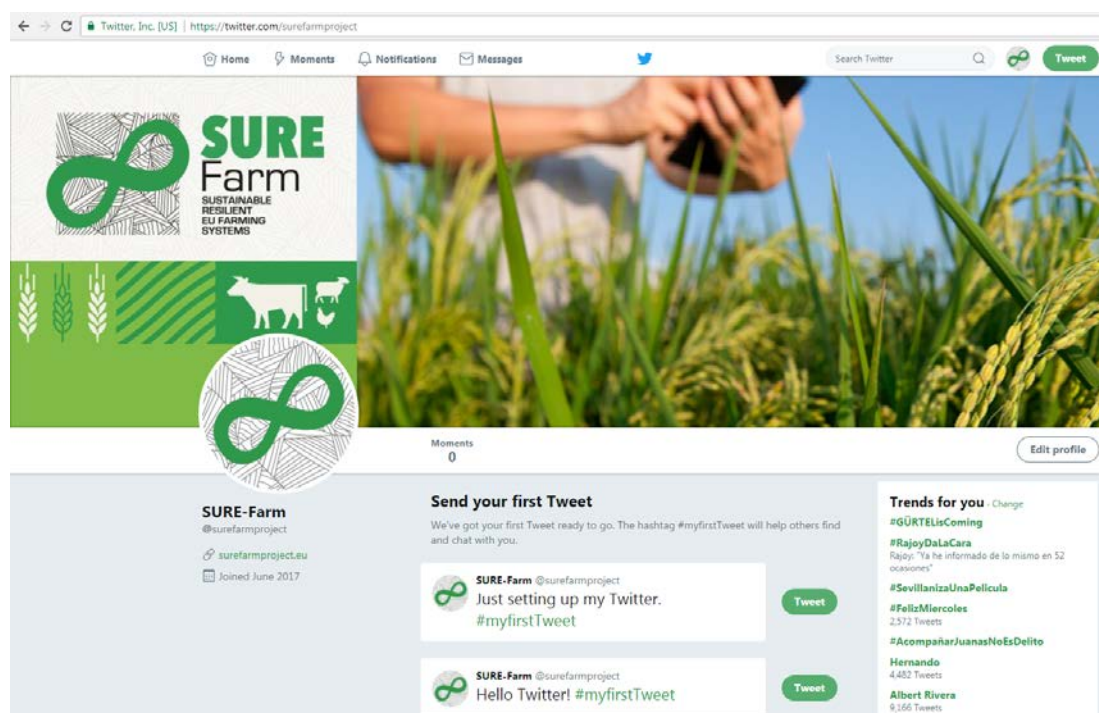 Twitter, Inc. [US] | https://twitter.com/surefarmproject
Home Moments Notifications Messages Search Twitter Tweet
SURE
Farm
SUSTAINABLE
RESILIENT
EU FARMING
SYSTEMS
Moments
0
Edit profile
SURE-Farm
@surefarmproject
surefarmproject.eu
Joined June 2017
Send your first Tweet
We've got your first Tweet ready to go. The hashtag #myfirstTweet will help others find
and chat with you.
SURE-Farm @surefarmproject
Just setting up my Twitter.
#myfirstTweet
Tweet
SURE-Farm @surefarmproject
Hello Twitter! #myfirstTweet
Tweet
Trends for you · Change
#GÜRTELisComing
#RajoyDaLaCara
Rajoy: "Ya he informado de lo mismo en 52
ocasiones"
#SevillanizaUnaPelicula
#FelizMiercoles
2,572 Tweets
#AcompañarJuanasNoEsDelito
Hernando
4,482 Tweets
Albert Rivera
9,166 Tweets